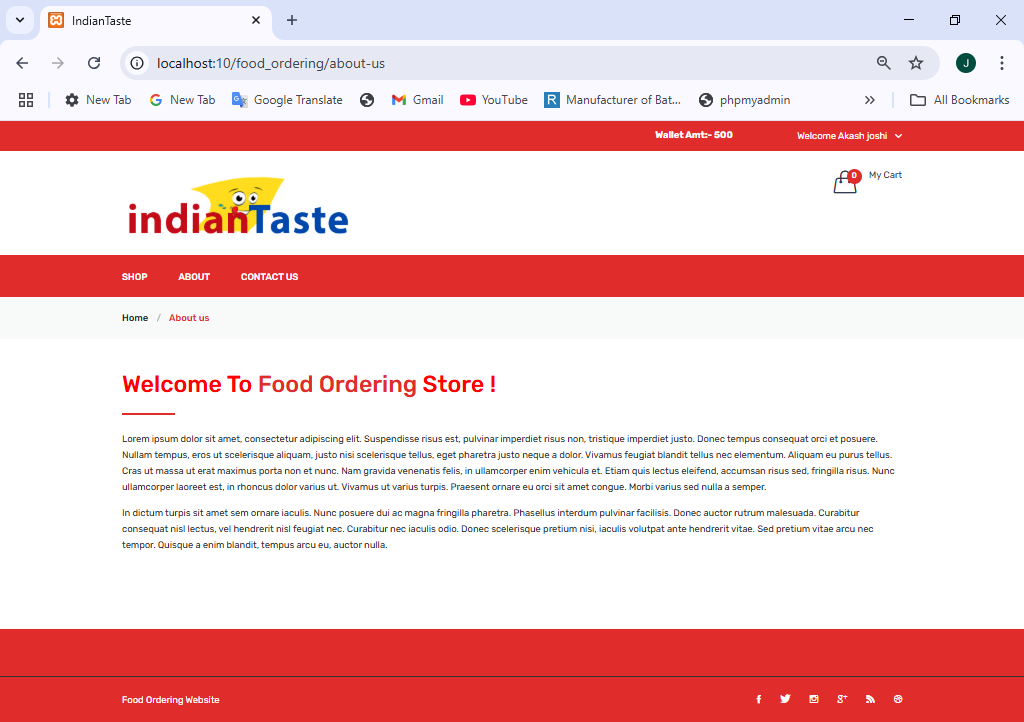 IndianTaste
localhost:10/food_ordering/about-us
J
New Tab
New Tab
Google Translate
Gmail
YouTube
R
Manufacturer of Bat...
phpmyadmin
All Bookmarks
Wallet Amt:- 500
Welcome Akash joshi
indianTaste
0
My Cart
SHOP
ABOUT
CONTACT US
Home / About us
Welcome To Food Ordering Store !
Lorem ipsum dolor sit amet, consectetur adipiscing elit. Suspendisse risus est, pulvinar imperdiet risus non, tristique imperdiet justo. Donec tempus consequat orci et posuere.
Nullam tempus, eros ut scelerisque aliquam, justo nisi scelerisque tellus, eget pharetra justo neque a dolor. Vivamus feugiat blandit tellus nec elementum. Aliquam eu purus tellus.
Cras ut massa ut erat maximus porta non et nunc. Nam gravida venenatis felis, in ullamcorper enim vehicula et. Etiam quis lectus eleifend, accumsan risus sed, fringilla risus. Nunc
ullamcorper laoreet est, in rhoncus dolor varius ut. Vivamus ut varius turpis. Praesent ornare eu orci sit amet congue. Morbi varius sed nulla a semper.
In dictum turpis sit amet sem ornare iaculis. Nunc posuere dui ac magna fringilla pharetra. Phasellus interdum pulvinar facilisis. Donec auctor rutrum malesuada. Curabitur
consequat nisl lectus, vel hendrerit nisl feugiat nec. Curabitur nec iaculis odio. Donec scelerisque pretium nisi, iaculis volutpat ante hendrerit vitae. Sed pretium vitae arcu nec
tempor. Quisque a enim blandit, tempus arcu eu, auctor nulla.
Food Ordering Website